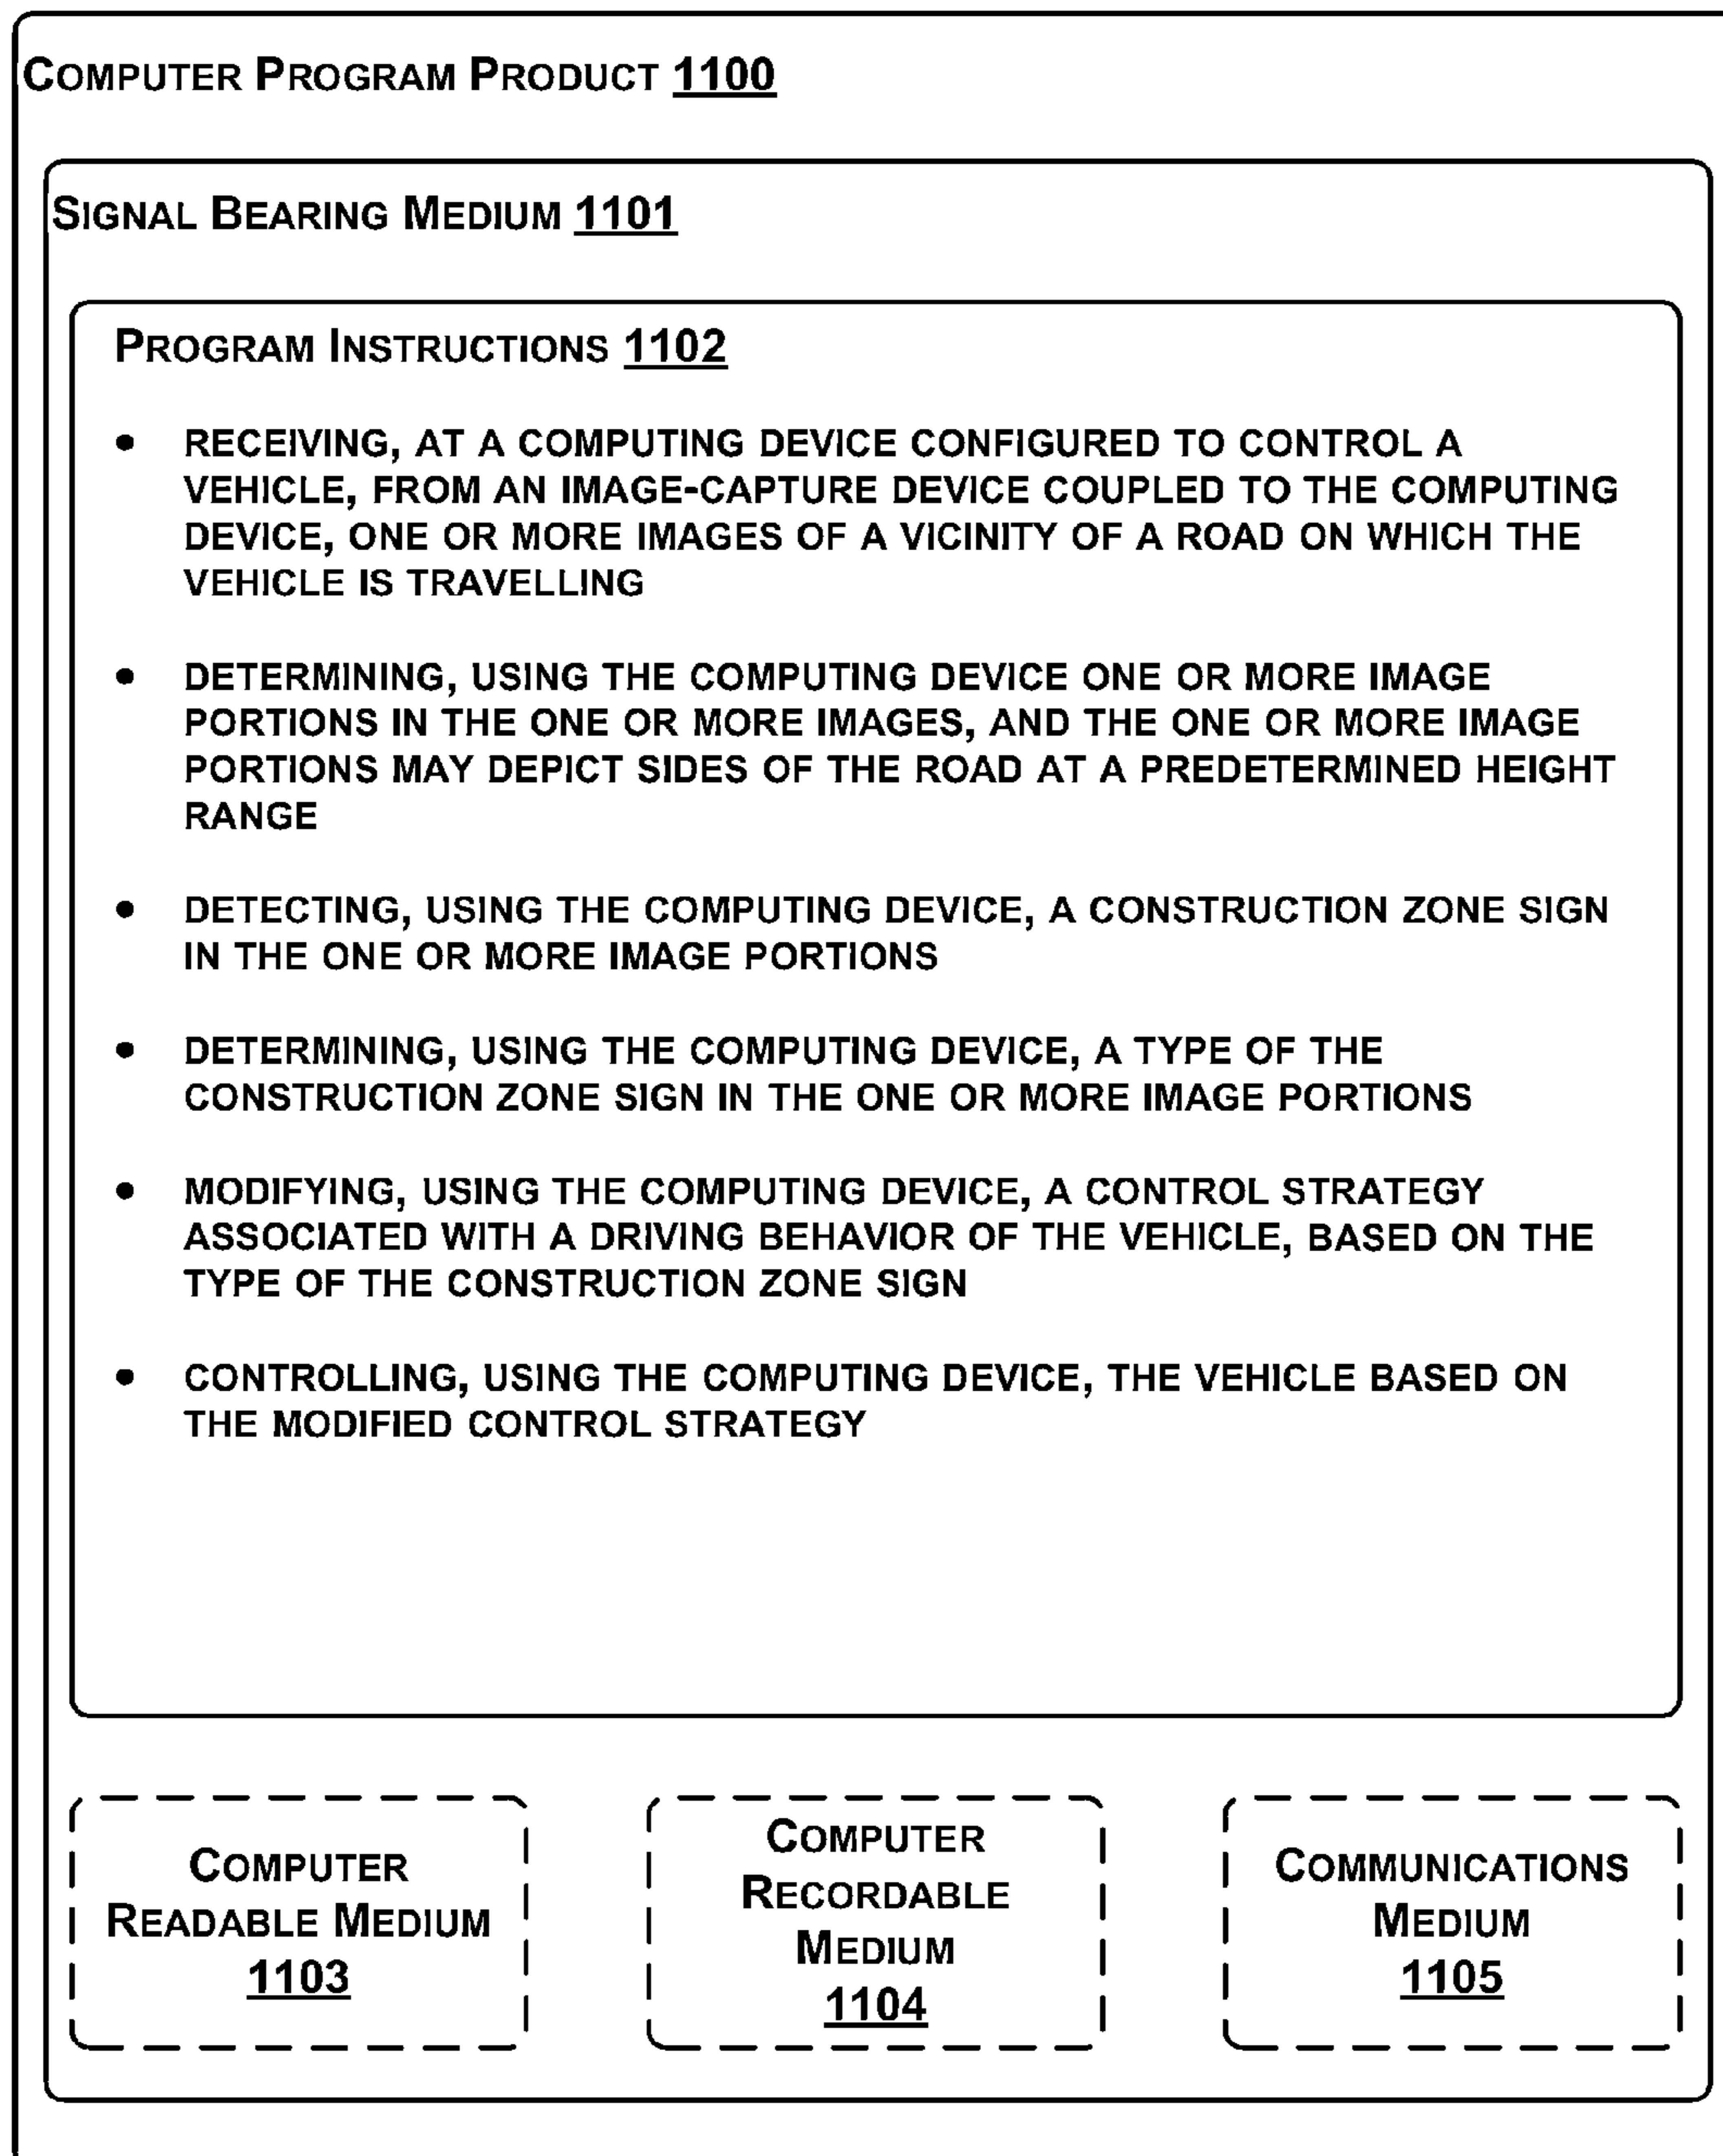 COMPUTER PROGRAM PRODUCT 1100
SIGNAL BEARING MEDIUM 1101
PROGRAM INSTRUCTIONS 1102
• RECEIVING, AT A COMPUTING DEVICE CONFIGURED TO CONTROL A
VEHICLE, FROM AN IMAGE-CAPTURE DEVICE COUPLED TO THE COMPUTING
DEVICE, ONE OR MORE IMAGES OF A VICINITY OF A ROAD ON WHICH THE
VEHICLE IS TRAVELLING
• DETERMINING, USING THE COMPUTING DEVICE ONE OR MORE IMAGE
PORTIONS IN THE ONE OR MORE IMAGES, AND THE ONE OR MORE IMAGE
PORTIONS MAY DEPICT SIDES OF THE ROAD AT A PREDETERMINED HEIGHT
RANGE
• DETECTING, USING THE COMPUTING DEVICE, A CONSTRUCTION ZONE SIGN
IN THE ONE OR MORE IMAGE PORTIONS
• DETERMINING, USING THE COMPUTING DEVICE, A TYPE OF THE
CONSTRUCTION ZONE SIGN IN THE ONE OR MORE IMAGE PORTIONS
• MODIFYING, USING THE COMPUTING DEVICE, A CONTROL STRATEGY
ASSOCIATED WITH A DRIVING BEHAVIOR OF THE VEHICLE, BASED ON THE
TYPE OF THE CONSTRUCTION ZONE SIGN
• CONTROLLING, USING THE COMPUTING DEVICE, THE VEHICLE BASED ON
THE MODIFIED CONTROL STRATEGY
COMPUTER
READABLE MEDIUM
1103
COMPUTER
RECORDABLE
MEDIUM
1104
COMMUNICATIONS
MEDIUM
1105